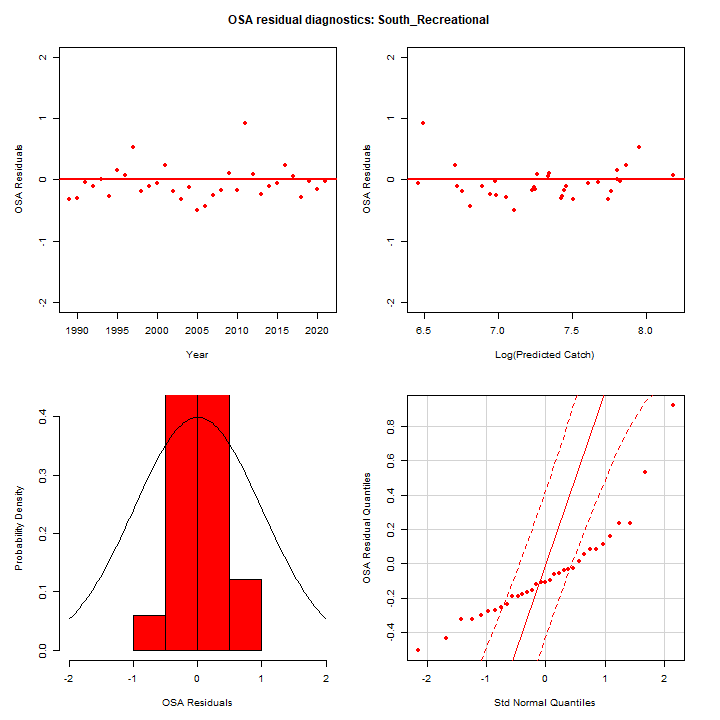 OSA residual diagnostics: South_Recreational
OSA Residuals
2
1
0
-1
-2
1990 1995 2000 2005 2010 2015 2020
Year
OSA Residuals
2
1
0
-1
-2
6.5 7.0 7.5 8.0
Log(Predicted Catch)
Probability Density
0.4
0.3
0.2
0.1
0.0
-2 -1 0 1 2
OSA Residuals
OSA Residual Quantiles
0.8
0.6
0.4
0.2
0.0
-0.2
-0.4
-2 -1 0 1 2
Std Normal Quantiles